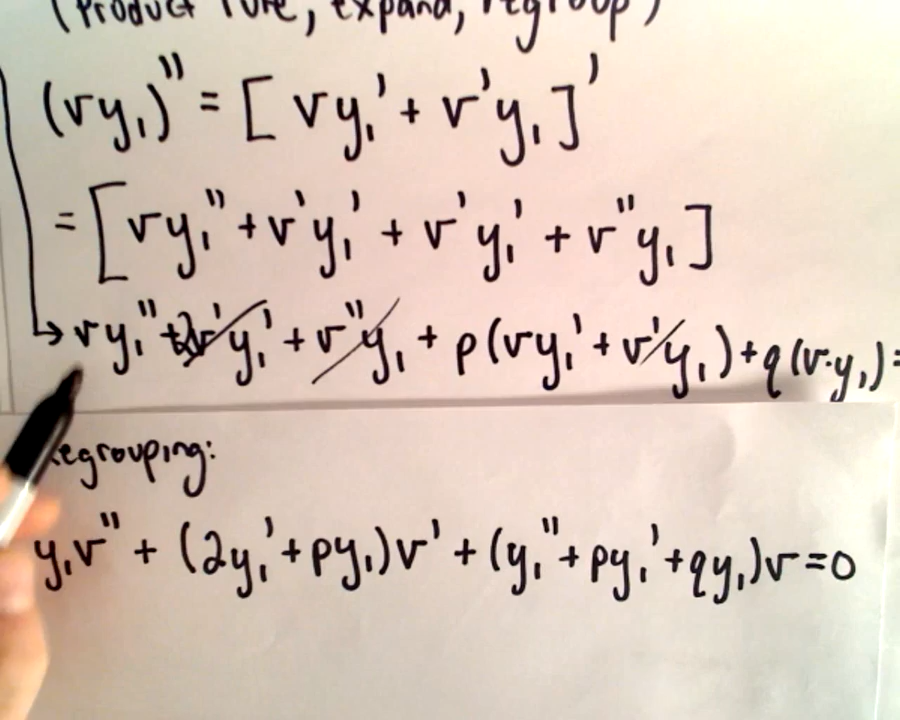 (product rule, expand, regroup)
(vy₁)'' = [vy₁' + v'y₁]'
= [vy₁'' + v'y₁' + v'y₁' + v''y₁]
→ vy₁'' + 2v'y₁' + v''y₁ + p(vy₁' + v'y₁) + q(v·y₁) =
egrouping:
y₁v'' + (2y₁' + py₁)v' + (y₁'' + py₁' + qy₁)v = 0